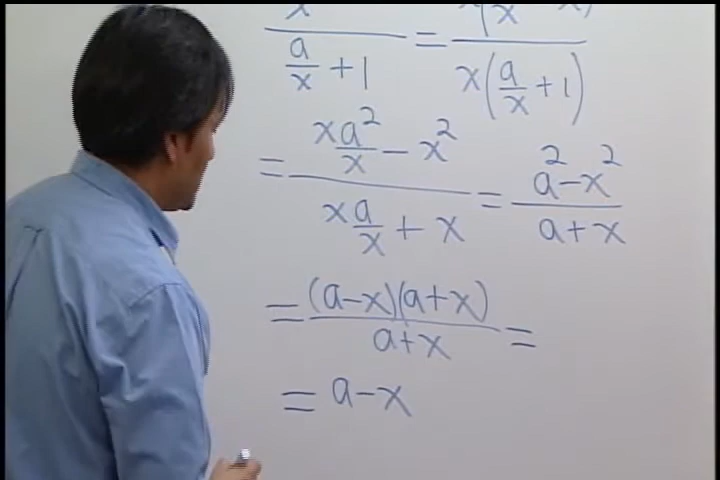 x / (a/x + 1) = x(x x) / x(a/x + 1)
= (x a²/x - x²) / (x a/x + x) = (a² - x²) / (a + x)
= (a-x)(a+x) / (a+x) =
= a - x